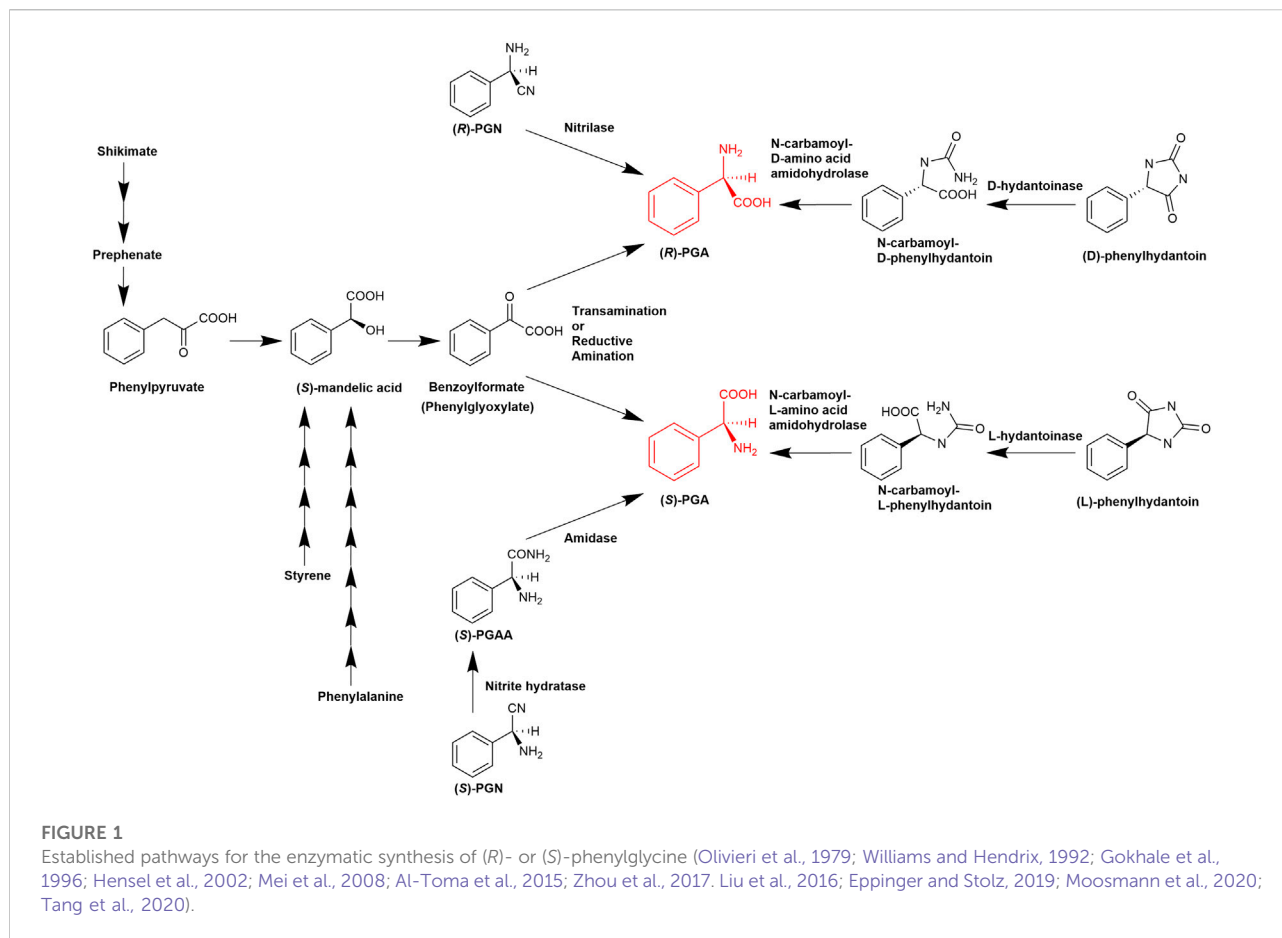 NH2
H
CN
(R)-PGN
Nitrilase
Shikimate
Prephenate
COOH
O
Phenylpyruvate
COOH
OH
(S)-mandelic acid
O
COOH
Benzoylformate
(Phenylglyoxylate)
Transamination
or
Reductive
Amination
NH2
H
COOH
(R)-PGA
N-carbamoyl-
D-amino acid
amidohydrolase
O
N
NH2
COOH
N-carbamoyl-
D-phenylhydantoin
D-hydantoinase
O
N
N
O
(D)-phenylhydantoin
COOH
H
NH2
(S)-PGA
N-carbamoyl-
L-amino acid
amidohydrolase
HOOC
H2N
N
O
N-carbamoyl-
L-phenylhydantoin
L-hydantoinase
O
N
O
N
(L)-phenylhydantoin
Styrene
Phenylalanine
Amidase
CONH2
H
NH2
(S)-PGAA
Nitrite hydratase
CN
H
NH2
(S)-PGN
FIGURE 1
Established pathways for the enzymatic synthesis of (R)- or (S)-phenylglycine (Olivieri et al., 1979; Williams and Hendrix, 1992; Gokhale et al.,
1996; Hensel et al., 2002; Mei et al., 2008; Al-Toma et al., 2015; Zhou et al., 2017. Liu et al., 2016; Eppinger and Stolz, 2019; Moosmann et al., 2020;
Tang et al., 2020).